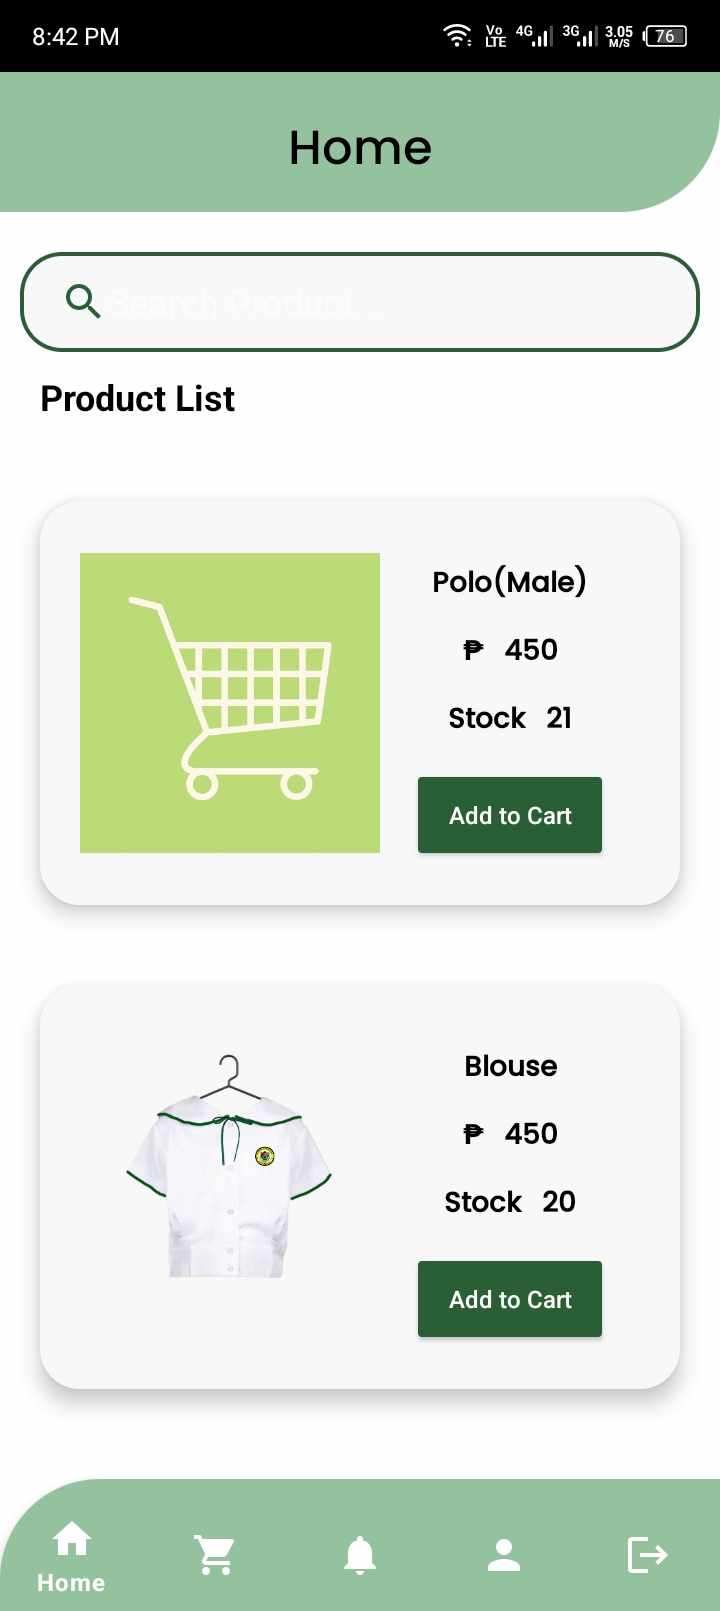 8:42 PM
Vo LTE 4G 3G 3.05 M/S 76
Home
Search Product...
Product List
Polo(Male)
₱ 450
Stock 21
Add to Cart
Blouse
₱ 450
Stock 20
Add to Cart
Home